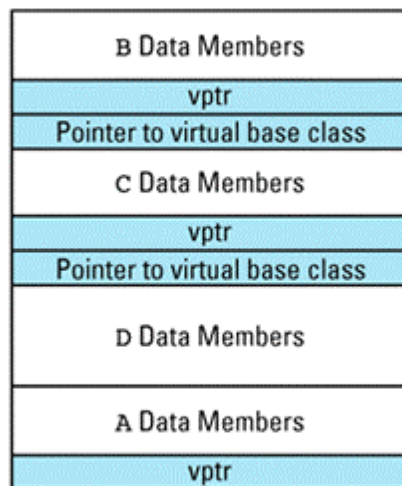 B Data Members
vptr
Pointer to virtual base class
C Data Members
vptr
Pointer to virtual base class
D Data Members
A Data Members
vptr